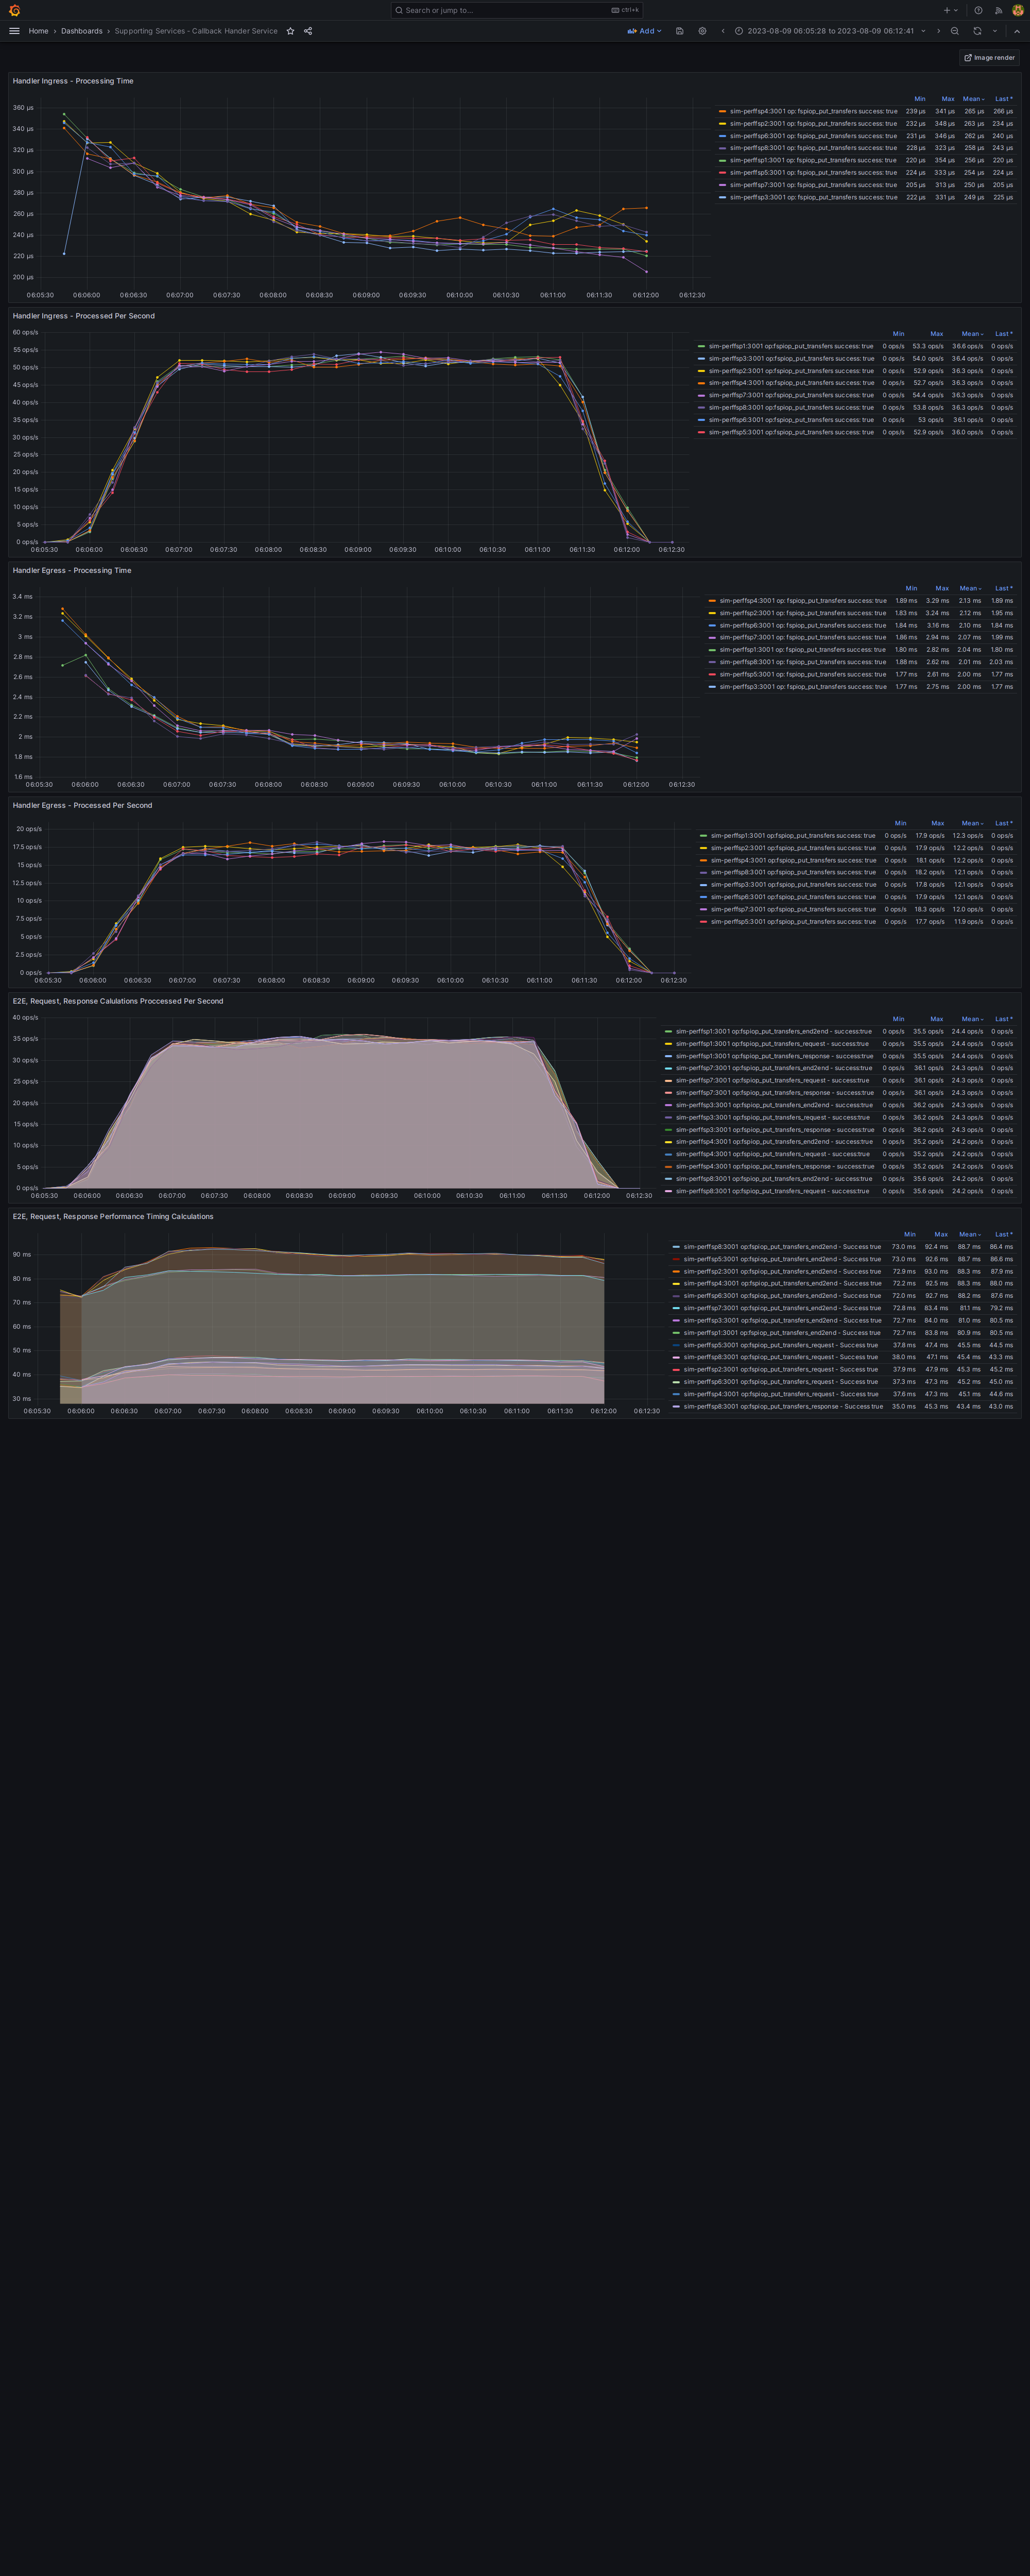 Search or jump to... ctrl+k
Home › Dashboards › Supporting Services - Callback Hander Service Add 2023-08-09 06:05:28 to 2023-08-09 06:12:41
Image render
Handler Ingress - Processing Time
360 µs
340 µs
320 µs
300 µs
280 µs
260 µs
240 µs
220 µs
200 µs
06:05:30 06:06:00 06:06:30 06:07:00 06:07:30 06:08:00 06:08:30 06:09:00 06:09:30 06:10:00 06:10:30 06:11:00 06:11:30 06:12:00 06:12:30
Min Max Mean Last *
sim-perffsp4:3001 op: fspiop_put_transfers success: true 239 µs 341 µs 265 µs 266 µs
sim-perffsp2:3001 op: fspiop_put_transfers success: true 232 µs 348 µs 263 µs 234 µs
sim-perffsp6:3001 op: fspiop_put_transfers success: true 231 µs 346 µs 262 µs 240 µs
sim-perffsp8:3001 op: fspiop_put_transfers success: true 228 µs 323 µs 258 µs 243 µs
sim-perffsp1:3001 op: fspiop_put_transfers success: true 220 µs 354 µs 256 µs 220 µs
sim-perffsp5:3001 op: fspiop_put_transfers success: true 224 µs 333 µs 254 µs 224 µs
sim-perffsp7:3001 op: fspiop_put_transfers success: true 205 µs 313 µs 250 µs 205 µs
sim-perffsp3:3001 op: fspiop_put_transfers success: true 222 µs 331 µs 249 µs 225 µs
Handler Ingress - Processed Per Second
60 ops/s
55 ops/s
50 ops/s
45 ops/s
40 ops/s
35 ops/s
30 ops/s
25 ops/s
20 ops/s
15 ops/s
10 ops/s
5 ops/s
0 ops/s
06:05:30 06:06:00 06:06:30 06:07:00 06:07:30 06:08:00 06:08:30 06:09:00 06:09:30 06:10:00 06:10:30 06:11:00 06:11:30 06:12:00 06:12:30
Min Max Mean Last *
sim-perffsp1:3001 op:fspiop_put_transfers success: true 0 ops/s 53.3 ops/s 36.6 ops/s 0 ops/s
sim-perffsp3:3001 op:fspiop_put_transfers success: true 0 ops/s 54.0 ops/s 36.4 ops/s 0 ops/s
sim-perffsp2:3001 op:fspiop_put_transfers success: true 0 ops/s 52.9 ops/s 36.3 ops/s 0 ops/s
sim-perffsp4:3001 op:fspiop_put_transfers success: true 0 ops/s 52.7 ops/s 36.3 ops/s 0 ops/s
sim-perffsp7:3001 op:fspiop_put_transfers success: true 0 ops/s 54.4 ops/s 36.3 ops/s 0 ops/s
sim-perffsp8:3001 op:fspiop_put_transfers success: true 0 ops/s 53.8 ops/s 36.3 ops/s 0 ops/s
sim-perffsp6:3001 op:fspiop_put_transfers success: true 0 ops/s 53 ops/s 36.1 ops/s 0 ops/s
sim-perffsp5:3001 op:fspiop_put_transfers success: true 0 ops/s 52.9 ops/s 36.0 ops/s 0 ops/s
Handler Egress - Processing Time
3.4 ms
3.2 ms
3 ms
2.8 ms
2.6 ms
2.4 ms
2.2 ms
2 ms
1.8 ms
1.6 ms
06:05:30 06:06:00 06:06:30 06:07:00 06:07:30 06:08:00 06:08:30 06:09:00 06:09:30 06:10:00 06:10:30 06:11:00 06:11:30 06:12:00 06:12:30
Min Max Mean Last *
sim-perffsp4:3001 op: fspiop_put_transfers success: true 1.89 ms 3.29 ms 2.13 ms 1.89 ms
sim-perffsp2:3001 op: fspiop_put_transfers success: true 1.83 ms 3.24 ms 2.12 ms 1.95 ms
sim-perffsp6:3001 op: fspiop_put_transfers success: true 1.84 ms 3.16 ms 2.10 ms 1.84 ms
sim-perffsp7:3001 op: fspiop_put_transfers success: true 1.86 ms 2.94 ms 2.07 ms 1.99 ms
sim-perffsp1:3001 op: fspiop_put_transfers success: true 1.80 ms 2.82 ms 2.04 ms 1.80 ms
sim-perffsp8:3001 op: fspiop_put_transfers success: true 1.88 ms 2.62 ms 2.01 ms 2.03 ms
sim-perffsp5:3001 op: fspiop_put_transfers success: true 1.77 ms 2.61 ms 2.00 ms 1.77 ms
sim-perffsp3:3001 op: fspiop_put_transfers success: true 1.77 ms 2.75 ms 2.00 ms 1.77 ms
Handler Egress - Processed Per Second
20 ops/s
17.5 ops/s
15 ops/s
12.5 ops/s
10 ops/s
7.5 ops/s
5 ops/s
2.5 ops/s
0 ops/s
06:05:30 06:06:00 06:06:30 06:07:00 06:07:30 06:08:00 06:08:30 06:09:00 06:09:30 06:10:00 06:10:30 06:11:00 06:11:30 06:12:00 06:12:30
Min Max Mean Last *
sim-perffsp1:3001 op:fspiop_put_transfers success: true 0 ops/s 17.9 ops/s 12.3 ops/s 0 ops/s
sim-perffsp2:3001 op:fspiop_put_transfers success: true 0 ops/s 17.9 ops/s 12.2 ops/s 0 ops/s
sim-perffsp4:3001 op:fspiop_put_transfers success: true 0 ops/s 18.1 ops/s 12.2 ops/s 0 ops/s
sim-perffsp8:3001 op:fspiop_put_transfers success: true 0 ops/s 18.2 ops/s 12.1 ops/s 0 ops/s
sim-perffsp3:3001 op:fspiop_put_transfers success: true 0 ops/s 17.8 ops/s 12.1 ops/s 0 ops/s
sim-perffsp6:3001 op:fspiop_put_transfers success: true 0 ops/s 17.9 ops/s 12.1 ops/s 0 ops/s
sim-perffsp7:3001 op:fspiop_put_transfers success: true 0 ops/s 18.3 ops/s 12.0 ops/s 0 ops/s
sim-perffsp5:3001 op:fspiop_put_transfers success: true 0 ops/s 17.7 ops/s 11.9 ops/s 0 ops/s
E2E, Request, Response Calulations Proccessed Per Second
40 ops/s
35 ops/s
30 ops/s
25 ops/s
20 ops/s
15 ops/s
10 ops/s
5 ops/s
0 ops/s
06:05:30 06:06:00 06:06:30 06:07:00 06:07:30 06:08:00 06:08:30 06:09:00 06:09:30 06:10:00 06:10:30 06:11:00 06:11:30 06:12:00 06:12:30
Min Max Mean Last *
sim-perffsp1:3001 op:fspiop_put_transfers_end2end - success:true 0 ops/s 35.5 ops/s 24.4 ops/s 0 ops/s
sim-perffsp1:3001 op:fspiop_put_transfers_request - success:true 0 ops/s 35.5 ops/s 24.4 ops/s 0 ops/s
sim-perffsp1:3001 op:fspiop_put_transfers_response - success:true 0 ops/s 35.5 ops/s 24.4 ops/s 0 ops/s
sim-perffsp7:3001 op:fspiop_put_transfers_end2end - success:true 0 ops/s 36.1 ops/s 24.3 ops/s 0 ops/s
sim-perffsp7:3001 op:fspiop_put_transfers_request - success:true 0 ops/s 36.1 ops/s 24.3 ops/s 0 ops/s
sim-perffsp7:3001 op:fspiop_put_transfers_response - success:true 0 ops/s 36.1 ops/s 24.3 ops/s 0 ops/s
sim-perffsp3:3001 op:fspiop_put_transfers_end2end - success:true 0 ops/s 36.2 ops/s 24.3 ops/s 0 ops/s
sim-perffsp3:3001 op:fspiop_put_transfers_request - success:true 0 ops/s 36.2 ops/s 24.3 ops/s 0 ops/s
sim-perffsp3:3001 op:fspiop_put_transfers_response - success:true 0 ops/s 36.2 ops/s 24.3 ops/s 0 ops/s
sim-perffsp4:3001 op:fspiop_put_transfers_end2end - success:true 0 ops/s 35.2 ops/s 24.2 ops/s 0 ops/s
sim-perffsp4:3001 op:fspiop_put_transfers_request - success:true 0 ops/s 35.2 ops/s 24.2 ops/s 0 ops/s
sim-perffsp4:3001 op:fspiop_put_transfers_response - success:true 0 ops/s 35.2 ops/s 24.2 ops/s 0 ops/s
sim-perffsp8:3001 op:fspiop_put_transfers_end2end - success:true 0 ops/s 35.6 ops/s 24.2 ops/s 0 ops/s
sim-perffsp8:3001 op:fspiop_put_transfers_request - success:true 0 ops/s 35.6 ops/s 24.2 ops/s 0 ops/s
E2E, Request, Response Performance Timing Calculations
90 ms
80 ms
70 ms
60 ms
50 ms
40 ms
30 ms
06:05:30 06:06:00 06:06:30 06:07:00 06:07:30 06:08:00 06:08:30 06:09:00 06:09:30 06:10:00 06:10:30 06:11:00 06:11:30 06:12:00 06:12:30
Min Max Mean Last *
sim-perffsp8:3001 op:fspiop_put_transfers_end2end - Success true 73.0 ms 92.4 ms 88.7 ms 86.4 ms
sim-perffsp5:3001 op:fspiop_put_transfers_end2end - Success true 73.0 ms 92.6 ms 88.7 ms 86.6 ms
sim-perffsp2:3001 op:fspiop_put_transfers_end2end - Success true 72.9 ms 93.0 ms 88.3 ms 87.9 ms
sim-perffsp4:3001 op:fspiop_put_transfers_end2end - Success true 72.2 ms 92.5 ms 88.3 ms 88.0 ms
sim-perffsp6:3001 op:fspiop_put_transfers_end2end - Success true 72.0 ms 92.7 ms 88.2 ms 87.6 ms
sim-perffsp7:3001 op:fspiop_put_transfers_end2end - Success true 72.8 ms 83.4 ms 81.1 ms 79.2 ms
sim-perffsp3:3001 op:fspiop_put_transfers_end2end - Success true 72.7 ms 84.0 ms 81.0 ms 80.5 ms
sim-perffsp1:3001 op:fspiop_put_transfers_end2end - Success true 72.7 ms 83.8 ms 80.9 ms 80.5 ms
sim-perffsp5:3001 op:fspiop_put_transfers_request - Success true 37.8 ms 47.4 ms 45.5 ms 44.5 ms
sim-perffsp8:3001 op:fspiop_put_transfers_request - Success true 38.0 ms 47.1 ms 45.4 ms 43.3 ms
sim-perffsp2:3001 op:fspiop_put_transfers_request - Success true 37.9 ms 47.9 ms 45.3 ms 45.2 ms
sim-perffsp6:3001 op:fspiop_put_transfers_request - Success true 37.3 ms 47.3 ms 45.2 ms 45.0 ms
sim-perffsp4:3001 op:fspiop_put_transfers_request - Success true 37.6 ms 47.3 ms 45.1 ms 44.6 ms
sim-perffsp8:3001 op:fspiop_put_transfers_response - Success true 35.0 ms 45.3 ms 43.4 ms 43.0 ms